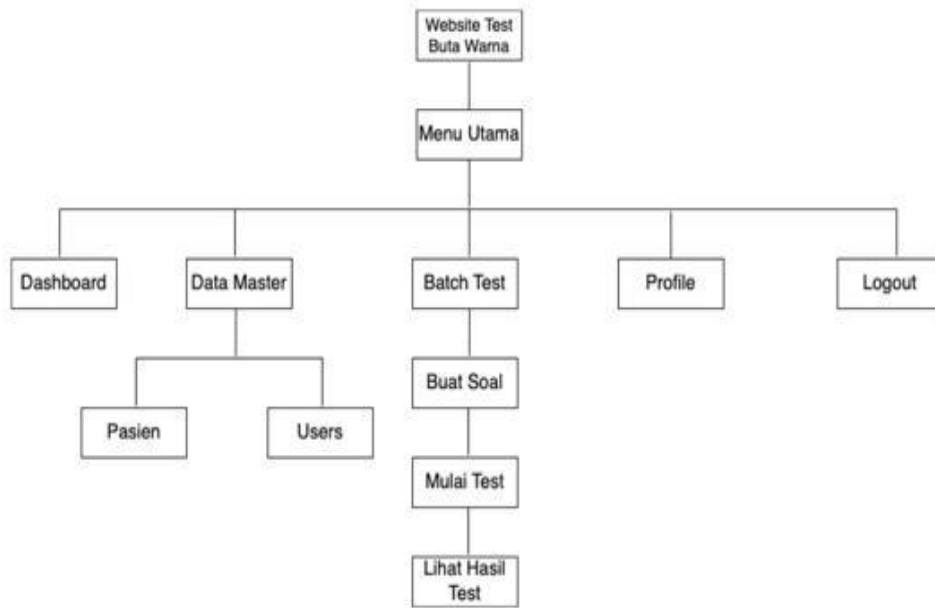 Website Test
Buta Warna
Menu Utama
Dashboard
Data Master
Batch Test
Profile
Logout
Buat Soal
Pasien
Users
Mulai Test
Lihat Hasil
Test